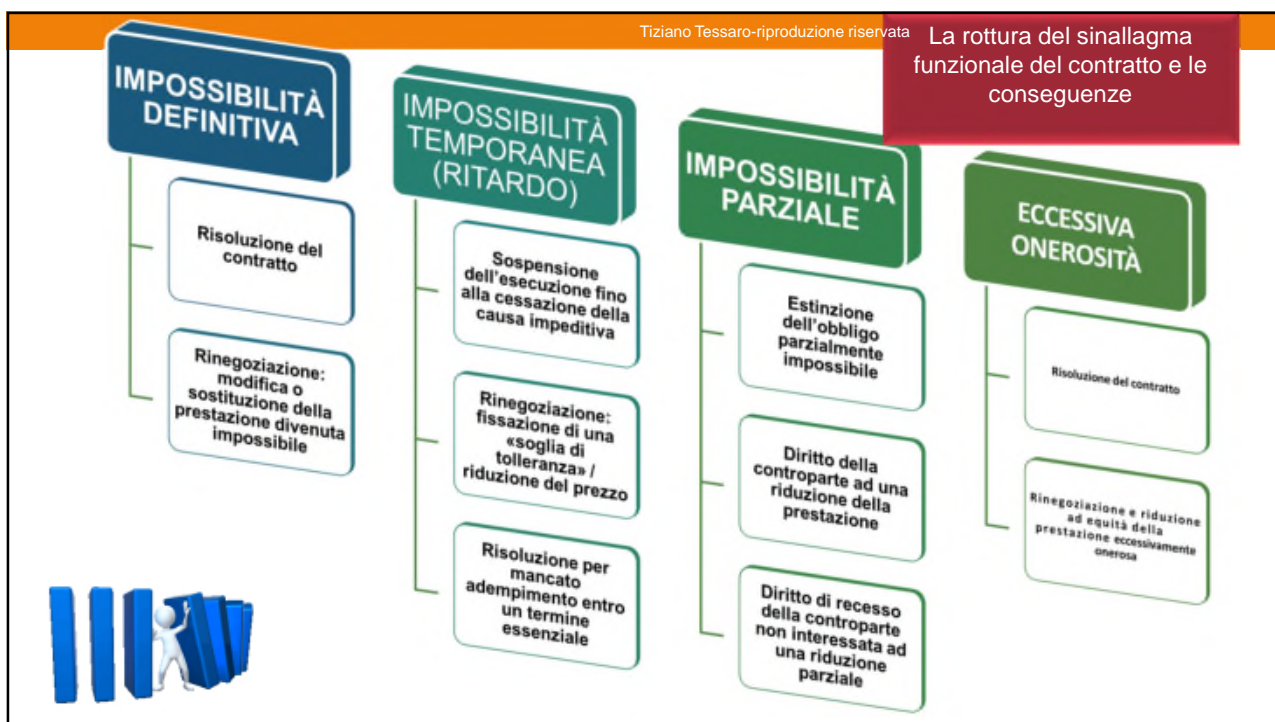 Tiziano Tessaro-riproduzione riservata
La rottura del sinallagma
funzionale del contratto e le
conseguenze
IMPOSSIBILITÀ
DEFINITIVA
Risoluzione del
contratto
Rinegoziazione:
modifica o
sostituzione della
prestazione divenuta
impossibile
IMPOSSIBILITÀ
TEMPORANEA
(RITARDO)
Sospensione
dell'esecuzione fino
alla cessazione della
causa impeditiva
Rinegoziazione:
fissazione di una
«soglia di
tolleranza» /
riduzione del prezzo
Risoluzione per
mancato
adempimento entro
un termine
essenziale
IMPOSSIBILITÀ
PARZIALE
Estinzione
dell'obbligo
parzialmente
impossibile
Diritto della
controparte ad una
riduzione della
prestazione
Diritto di recesso
della controparte
non interessata ad
una riduzione
parziale
ECCESSIVA
ONEROSITÀ
Risoluzione del contratto
Rinegoziazione e riduzione
ad equità della
prestazione eccessivamente
onerosa